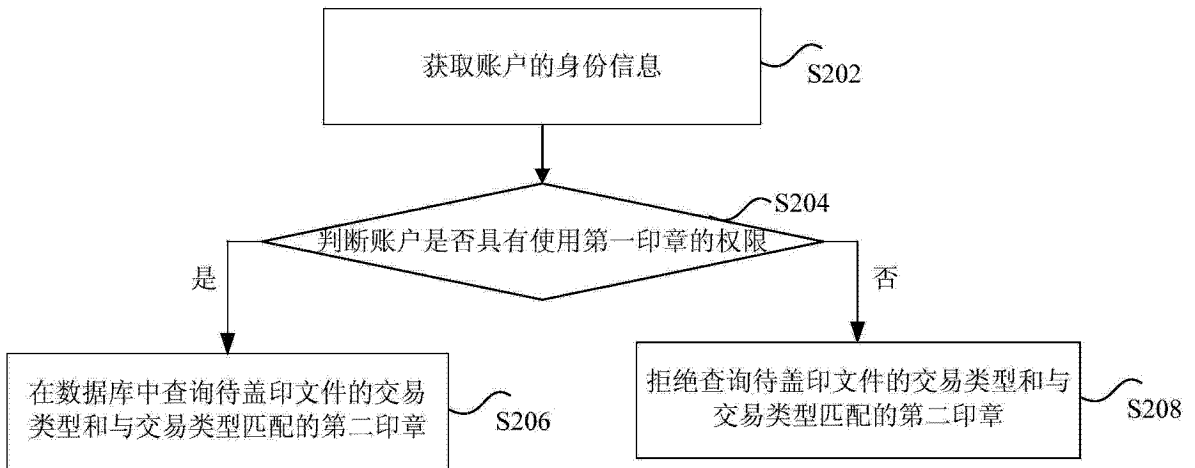 获取账户的身份信息
S202
S204
判断账户是否具有使用第一印章的权限
是
否
在数据库中查询待盖印文件的交易
类型和与交易类型匹配的第二印章
S206
拒绝查询待盖印文件的交易类型和与
交易类型匹配的第二印章
S208